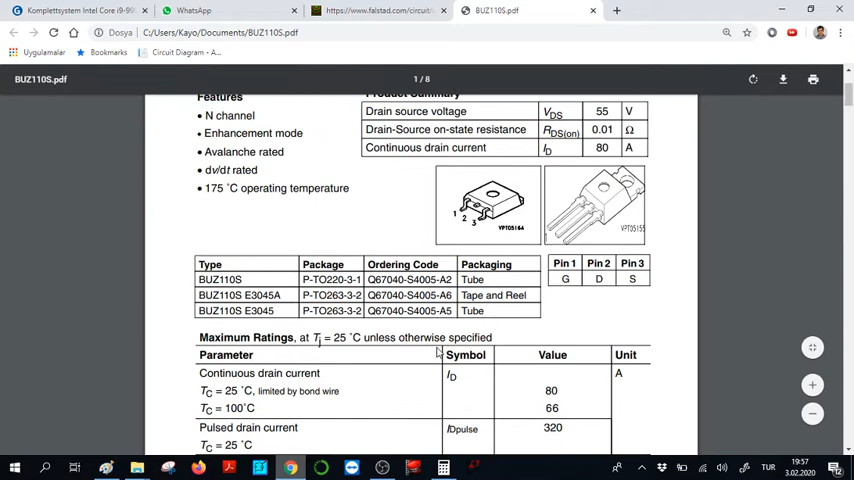 Komplettsystem Intel Core i9-99
WhatsApp
https://www.falstad.com/circuit/
BUZ110S.pdf
Dosya
C:/Users/Kayo/Documents/BUZ110S.pdf
Uygulamalar
Bookmarks
Circuit Diagram - A...
BUZ110S.pdf
1 / 8
Features
Product Summary
• N channel
• Enhancement mode
• Avalanche rated
• dv/dt rated
• 175 ˚C operating temperature
Drain source voltage VDS 55 V
Drain-Source on-state resistance RDS(on) 0.01 Ω
Continuous drain current ID 80 A
1 2 3
VPT05164
VPT05155
Type Package Ordering Code Packaging
BUZ110S P-TO220-3-1 Q67040-S4005-A2 Tube
BUZ110S E3045A P-TO263-3-2 Q67040-S4005-A6 Tape and Reel
BUZ110S E3045 P-TO263-3-2 Q67040-S4005-A5 Tube
Pin 1 Pin 2 Pin 3
G D S
Maximum Ratings, at Tj = 25 ˚C unless otherwise specified
Parameter Symbol Value Unit
Continuous drain current ID A
TC = 25 ˚C, limited by bond wire 80
TC = 100˚C 66
Pulsed drain current IDpulse 320
TC = 25 ˚C
TUR
19:57
3.02.2020